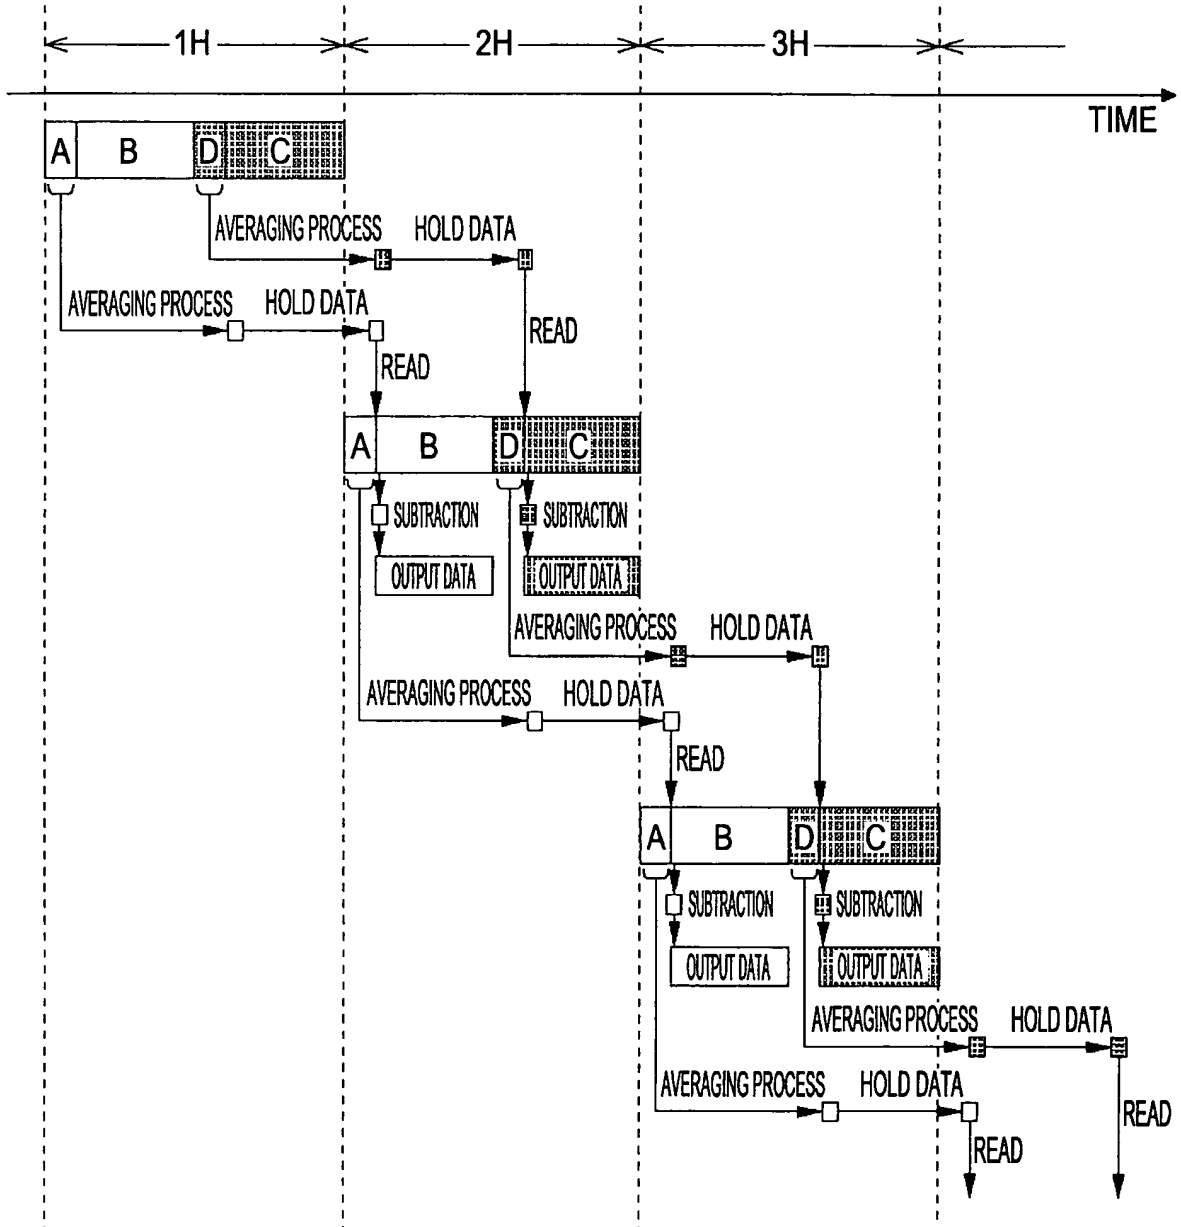 1H 2H 3H
TIME
A B D C
AVERAGING PROCESS HOLD DATA
AVERAGING PROCESS HOLD DATA
READ
READ
A B D C
SUBTRACTION SUBTRACTION
OUTPUT DATA OUTPUT DATA
AVERAGING PROCESS HOLD DATA
AVERAGING PROCESS HOLD DATA
READ
A B D C
SUBTRACTION SUBTRACTION
OUTPUT DATA OUTPUT DATA
AVERAGING PROCESS HOLD DATA
AVERAGING PROCESS HOLD DATA
READ
READ